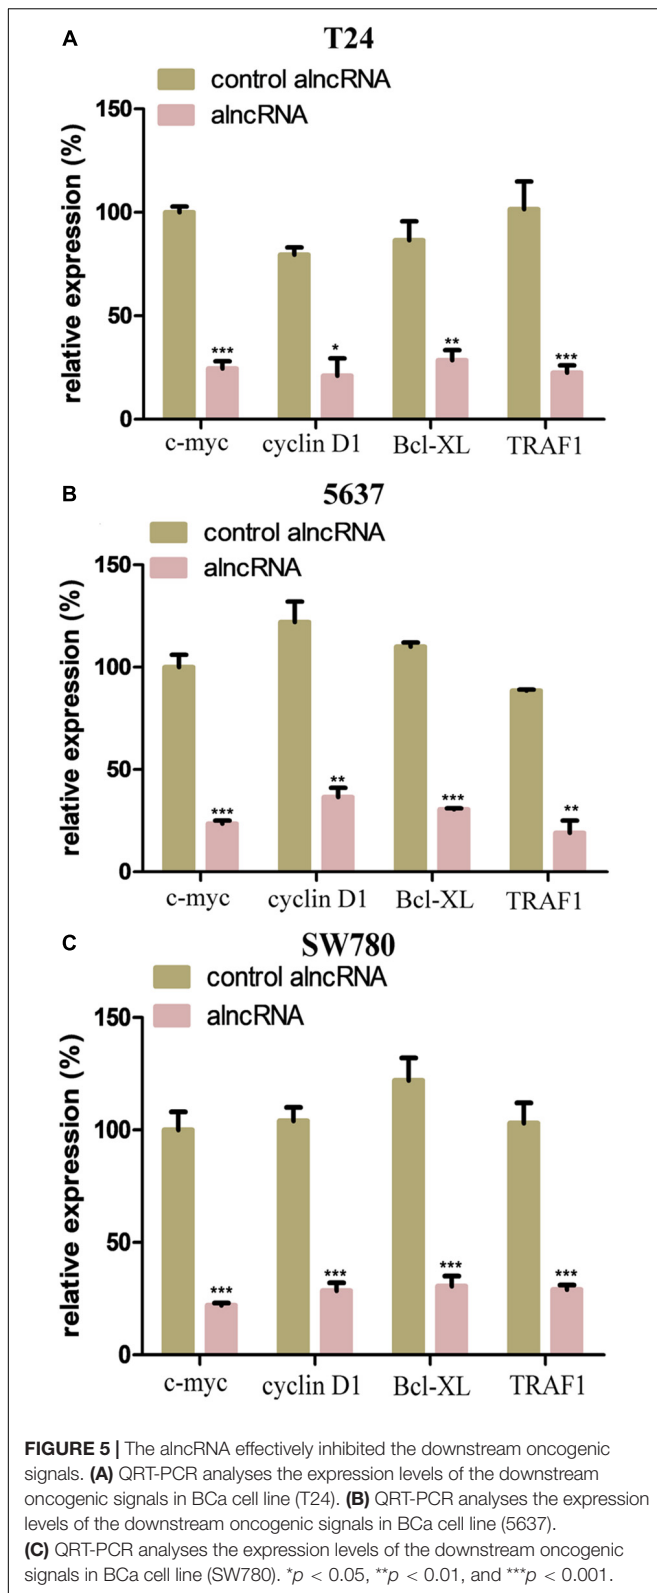 A
T24
control alncRNA
alncRNA
relative expression (%)
150
100
50
0
***
*
**
***
c-myc cyclin D1 Bcl-XL TRAF1
B
5637
control alncRNA
alncRNA
relative expression (%)
150
100
50
0
***
**
***
**
c-myc cyclin D1 Bcl-XL TRAF1
C
SW780
control alncRNA
alncRNA
relative expression (%)
150
100
50
0
***
***
***
***
c-myc cyclin D1 Bcl-XL TRAF1
FIGURE 5 | The alncRNA effectively inhibited the downstream oncogenic
signals. (A) QRT-PCR analyses the expression levels of the downstream
oncogenic signals in BCa cell line (T24). (B) QRT-PCR analyses the expression
levels of the downstream oncogenic signals in BCa cell line (5637).
(C) QRT-PCR analyses the expression levels of the downstream oncogenic
signals in BCa cell line (SW780). *p < 0.05, **p < 0.01, and ***p < 0.001.